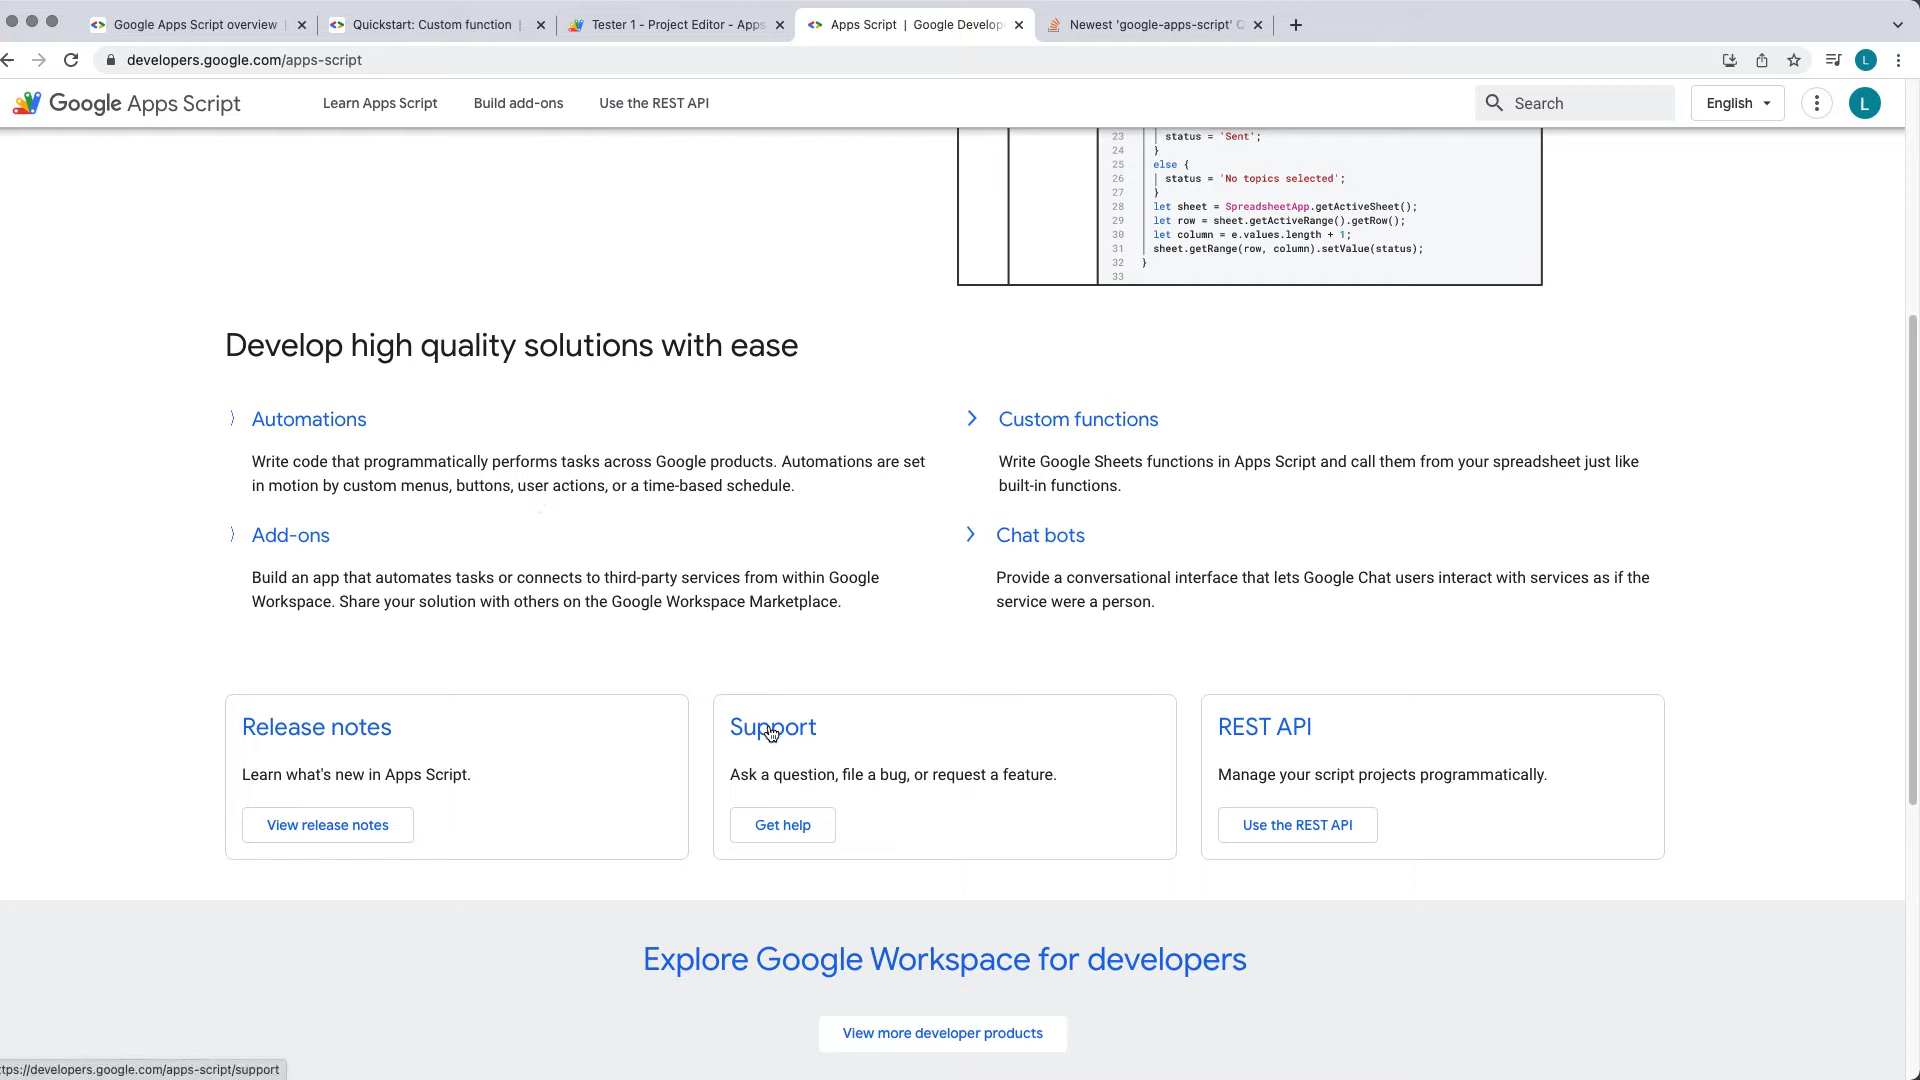 Google Apps Script overview
Quickstart: Custom function
Tester 1 - Project Editor - Apps
Apps Script | Google Develop
Newest 'google-apps-script' Q
developers.google.com/apps-script
L
Google Apps Script
Learn Apps Script
Build add-ons
Use the REST API
Search
English
L
23 status = 'Sent';
24 }
25 else {
26 status = 'No topics selected';
27 }
28 let sheet = SpreadsheetApp.getActiveSheet();
29 let row = sheet.getActiveRange().getRow();
30 let column = e.values.length + 1;
31 sheet.getRange(row, column).setValue(status);
32 }
33
Develop high quality solutions with ease
Automations
Write code that programmatically performs tasks across Google products. Automations are set
in motion by custom menus, buttons, user actions, or a time-based schedule.
Custom functions
Write Google Sheets functions in Apps Script and call them from your spreadsheet just like
built-in functions.
Add-ons
Build an app that automates tasks or connects to third-party services from within Google
Workspace. Share your solution with others on the Google Workspace Marketplace.
Chat bots
Provide a conversational interface that lets Google Chat users interact with services as if the
service were a person.
Release notes
Learn what's new in Apps Script.
View release notes
Support
Ask a question, file a bug, or request a feature.
Get help
REST API
Manage your script projects programmatically.
Use the REST API
Explore Google Workspace for developers
View more developer products
ttps://developers.google.com/apps-script/support